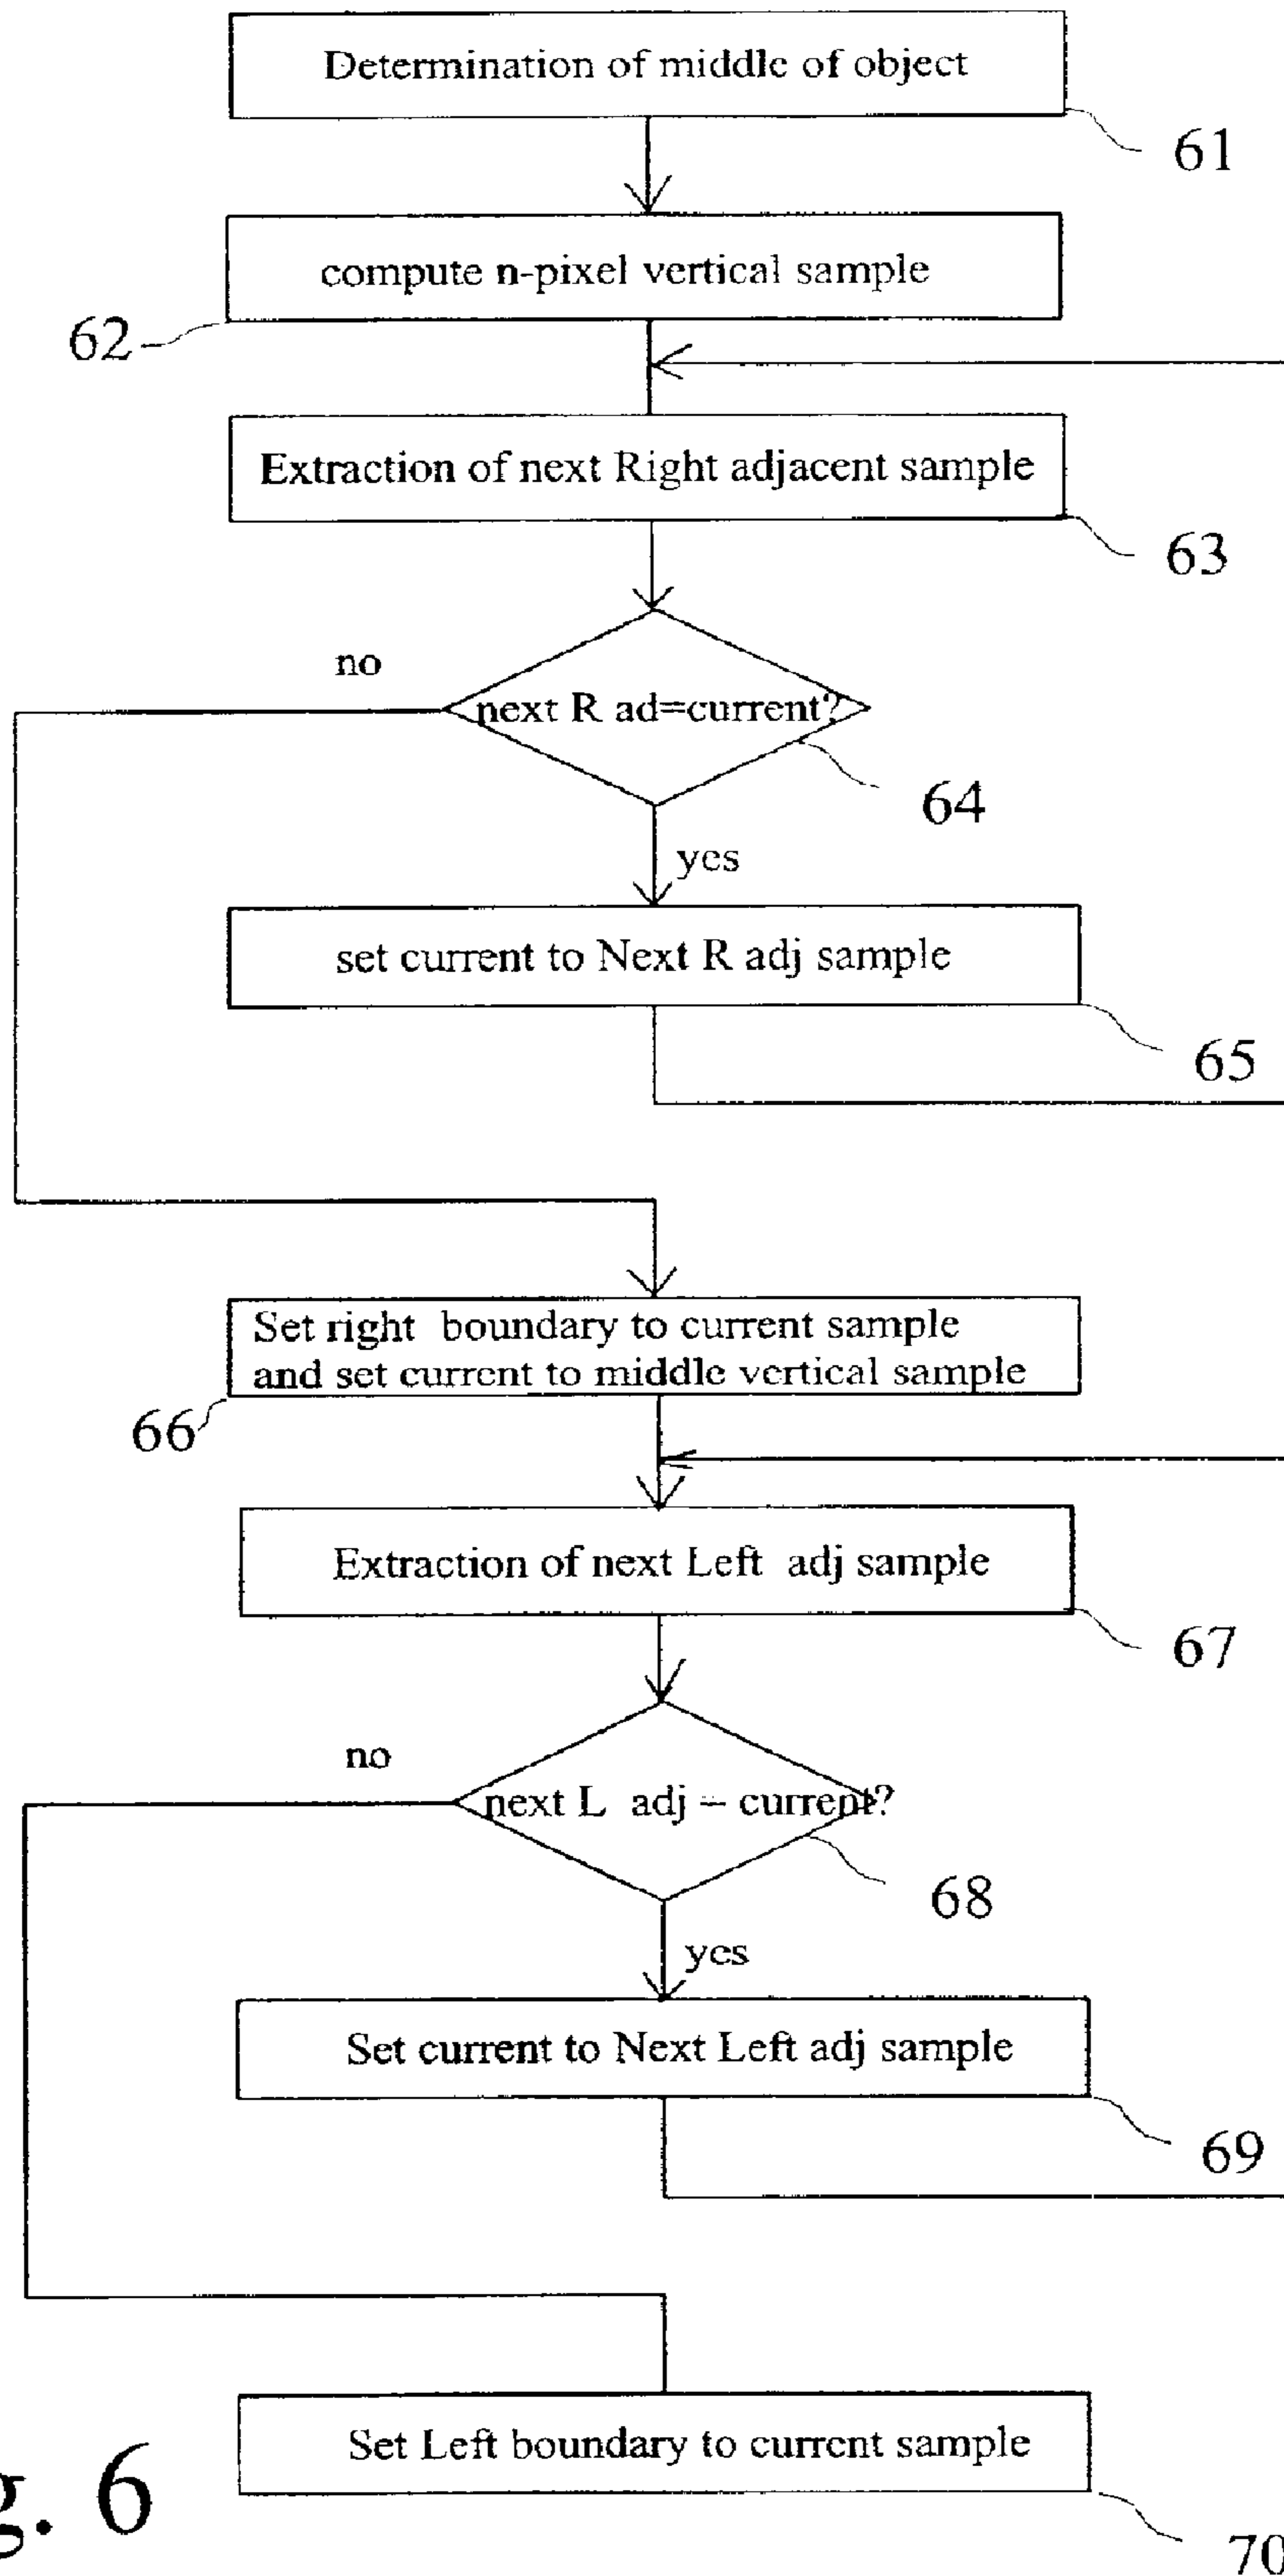 Determination of middle of object
61
compute n-pixel vertical sample
62
Extraction of next Right adjacent sample
63
no
next R ad=current?
64
yes
set current to Next R adj sample
65
Set right boundary to current sample
and set current to middle vertical sample
66
Extraction of next Left adj sample
67
no
next L adj = current?
68
yes
Set current to Next Left adj sample
69
Set Left boundary to current sample
70
g. 6